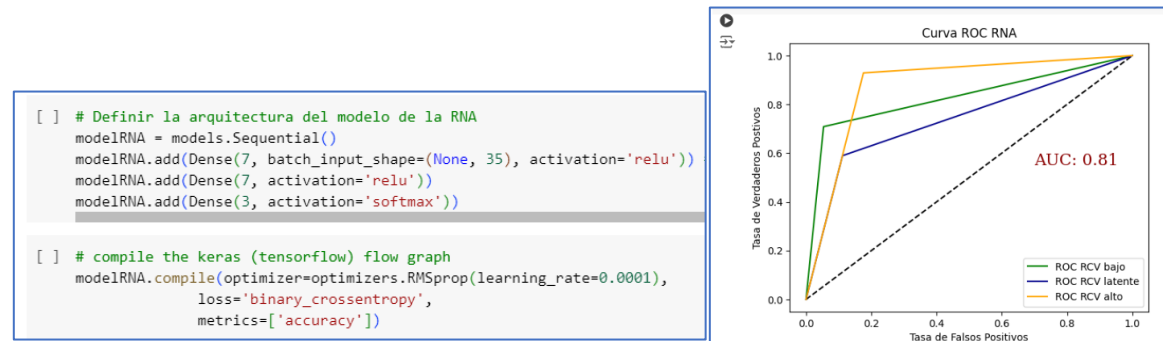 [ ] # Definir la arquitectura del modelo de la RNA
modelRNA = models.Sequential()
modelRNA.add(Dense(7, batch_input_shape=(None, 35), activation='relu'))
modelRNA.add(Dense(7, activation='relu'))
modelRNA.add(Dense(3, activation='softmax'))
[ ] # compile the keras (tensorflow) flow graph
modelRNA.compile(optimizer=optimizers.RMSprop(learning_rate=0.0001),
loss='binary_crossentropy',
metrics=['accuracy'])
Curva ROC RNA
Tasa de Verdaderos Postivos
1.0
0.8
0.6
0.4
0.2
0.0
AUC: 0.81
ROC RCV bajo
ROC RCV latente
ROC RCV alto
0.0 0.2 0.4 0.6 0.8 1.0
Tasa de Falsos Positivos